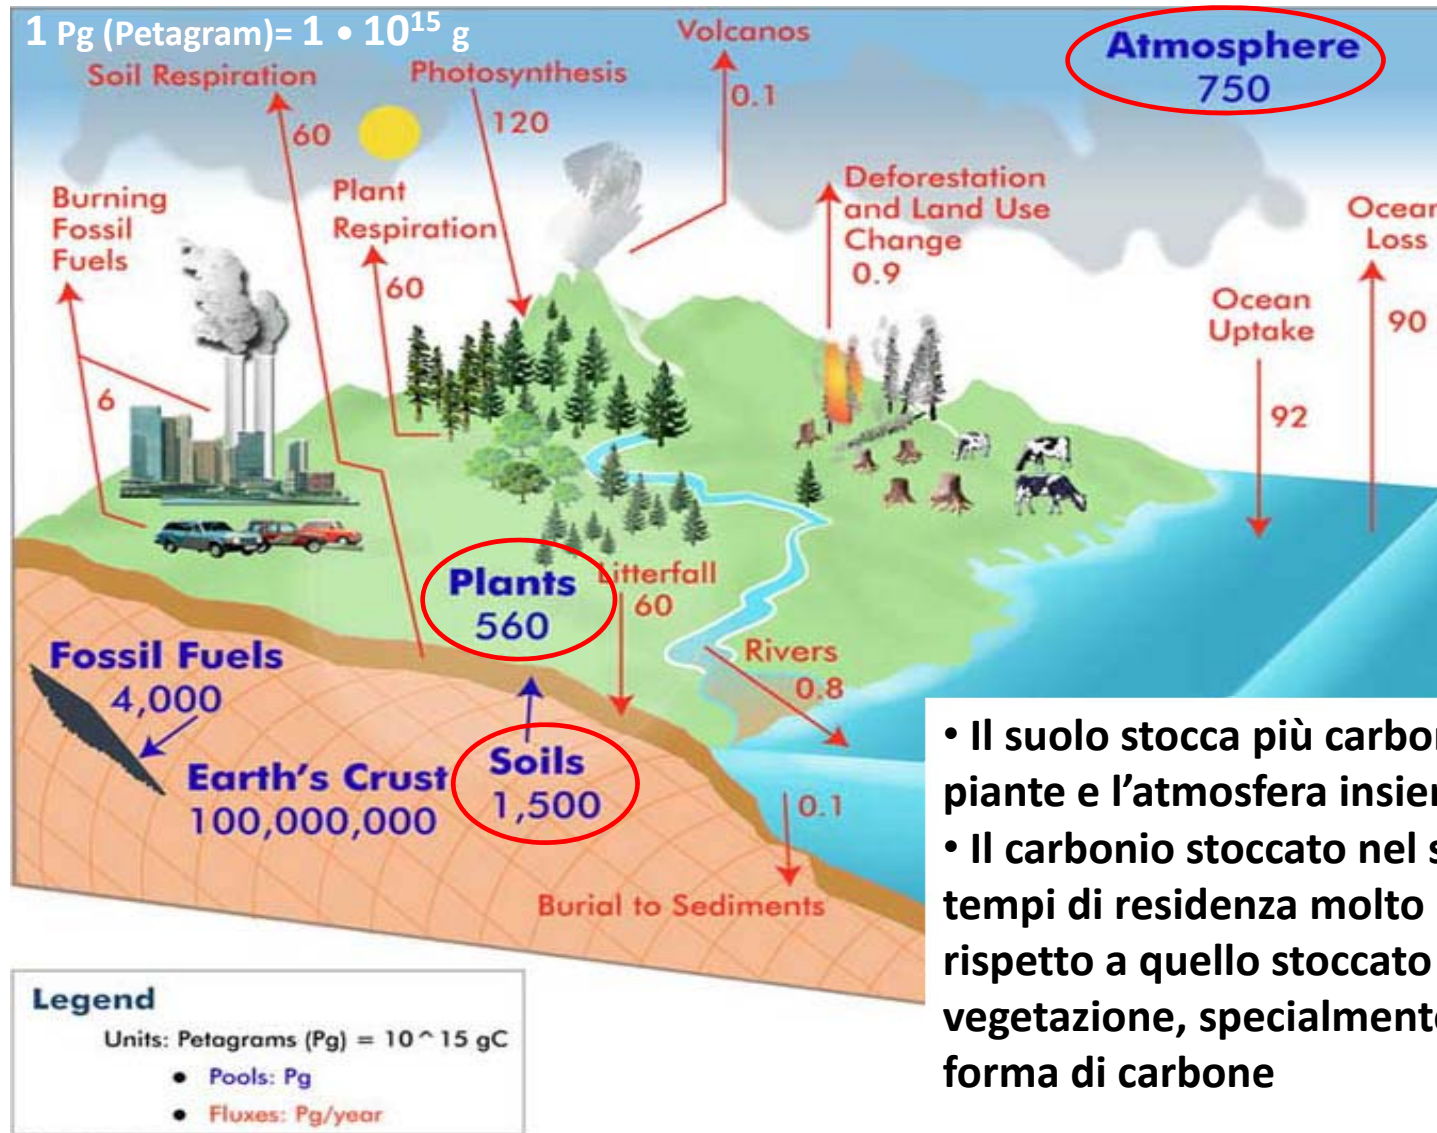 1 Pg (Petagram)= 1 • 10¹⁵ g
Soil Respiration
60
Photosynthesis
120
Volcanos
0.1
Atmosphere
750
Burning
Fossil
Fuels
6
Plant
Respiration
60
Deforestation
and Land Use
Change
0.9
Ocean
Loss
90
Ocean
Uptake
92
Plants
560
Litterfall
60
Fossil Fuels
4,000
Rivers
0.8
Earth's Crust
100,000,000
Soils
1,500
0.1
Burial to Sediments
• Il suolo stocca più
piante e l’atmosfera
• Il carbonio stoccato nel
tempi di residenza molto
rispetto a quello stoccato
vegetazione,
forma di carbone
Legend
Units: Petagrams (Pg) = 10^15 gC
• Pools: Pg
• Fluxes: Pg/year